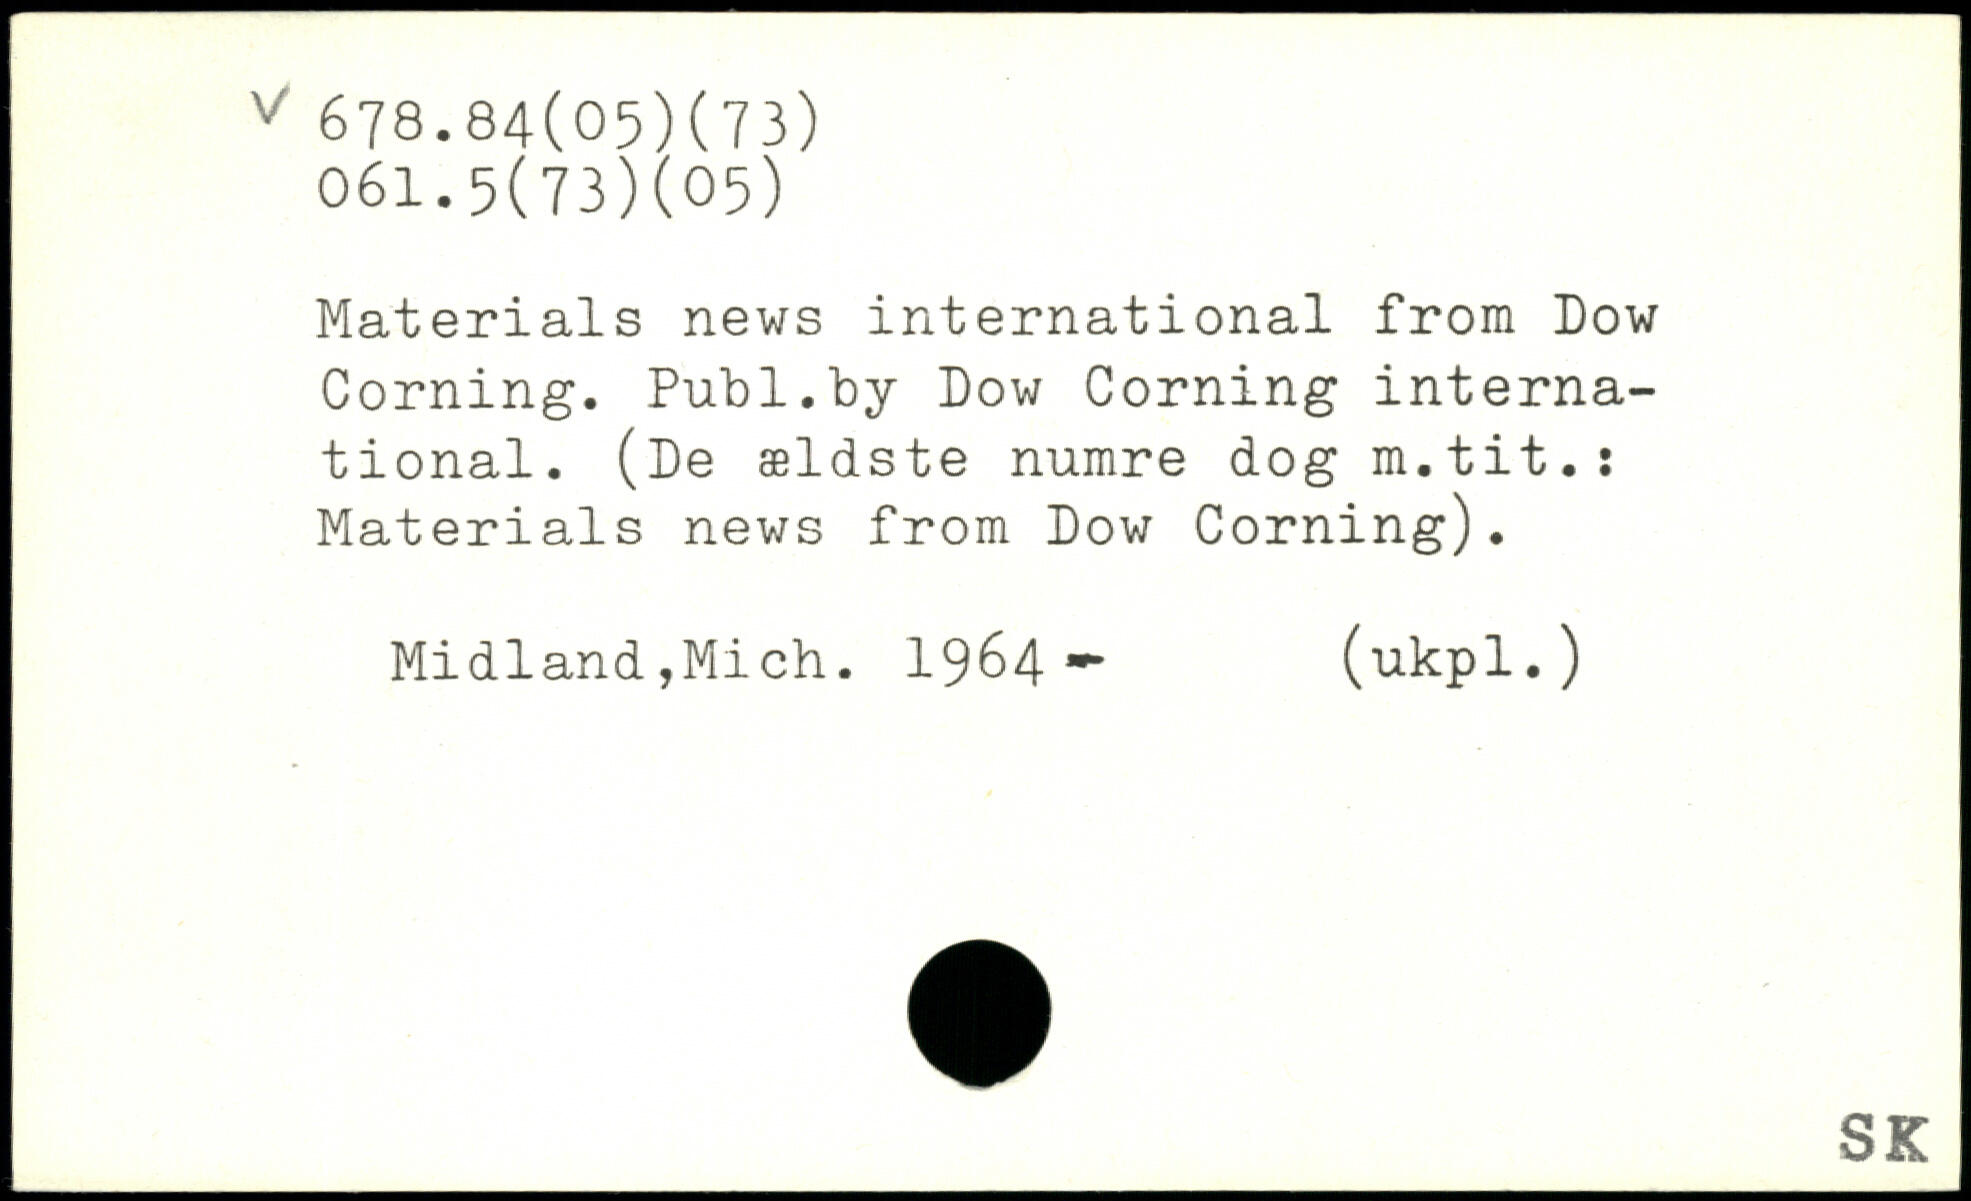 v 678.84(05)(73)
061.5(73)(05)
Materials news international from Dow
Corning. Publ.by Dow Corning interna-
tional. (De ældste numre dog m.tit.:
Materials news from Dow Corning).
Midland,Mich. 1964- (ukpl.)
SK